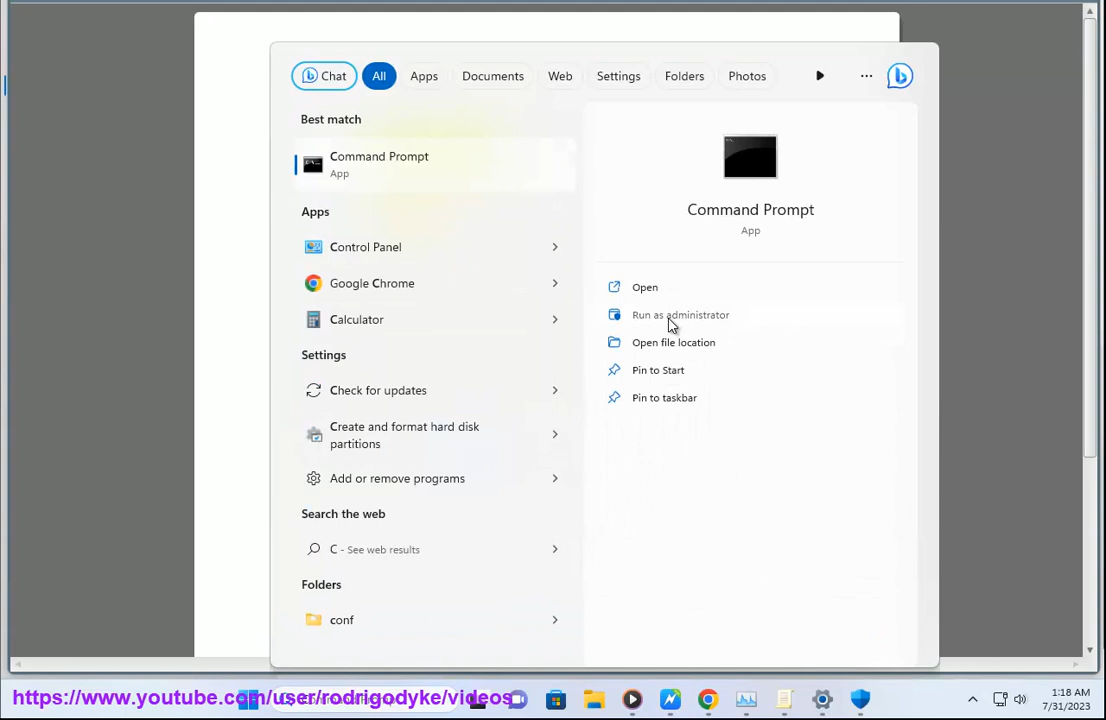 Chat All Apps Documents Web Settings Folders Photos ...
Best match
Command Prompt
App
Apps
Control Panel
Google Chrome
Calculator
Settings
Check for updates
Create and format hard disk
partitions
Add or remove programs
Search the web
C - See web results
Folders
conf
Command Prompt
App
Open
Run as administrator
Open file location
Pin to Start
Pin to taskbar
https://www.youtube.com/user/rodrigodyke/videos
1:18 AM
7/31/2023